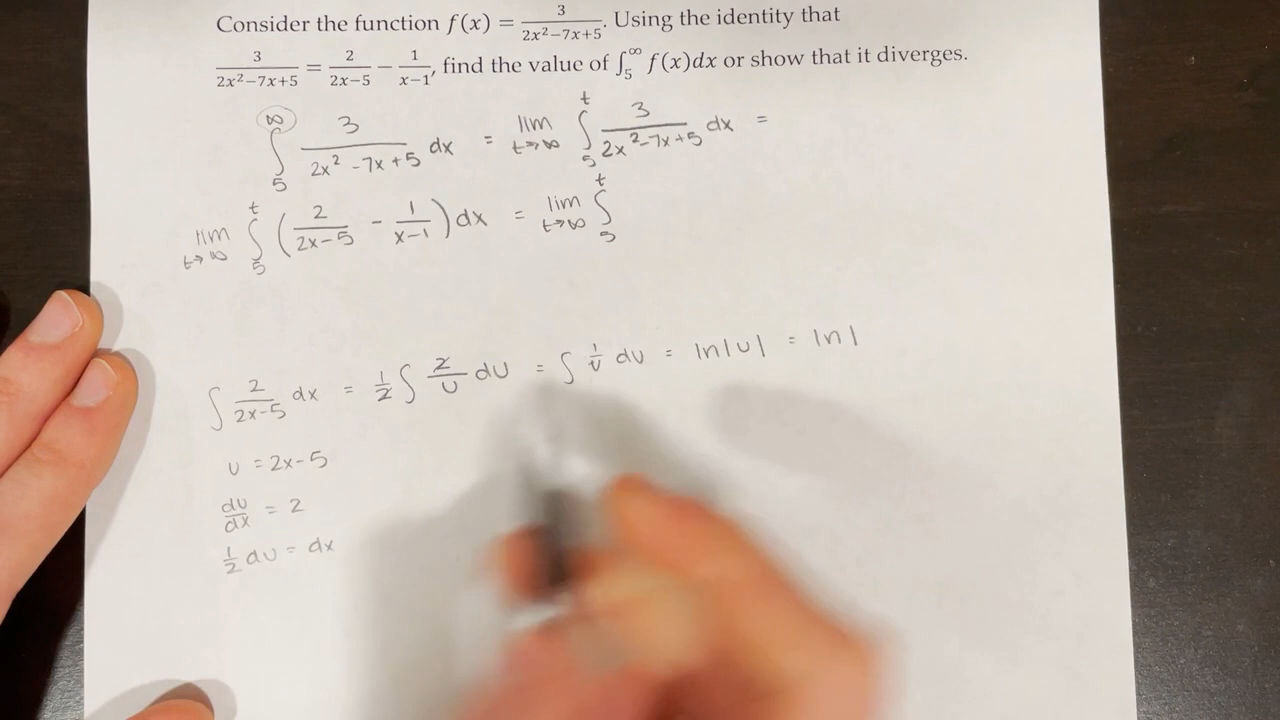 Consider the function f(x) = 3/(2x²−7x+5). Using the identity that
3/(2x²−7x+5) = 2/(2x−5) − 1/(x−1), find the value of ∫₅^∞ f(x)dx or show that it diverges.
∫₅^∞ 3/(2x² −7x+5) dx = lim t→∞ ∫₅^t 3/(2x²−7x+5) dx =
lim t→∞ ∫₅^t (2/(2x−5) − 1/(x−1)) dx = lim t→∞ ∫₅^t
∫ 2/(2x−5) dx = 1/2 ∫ 2/u du = ∫ 1/u du = ln|u| = ln|
u = 2x−5
du/dx = 2
1/2 du = dx